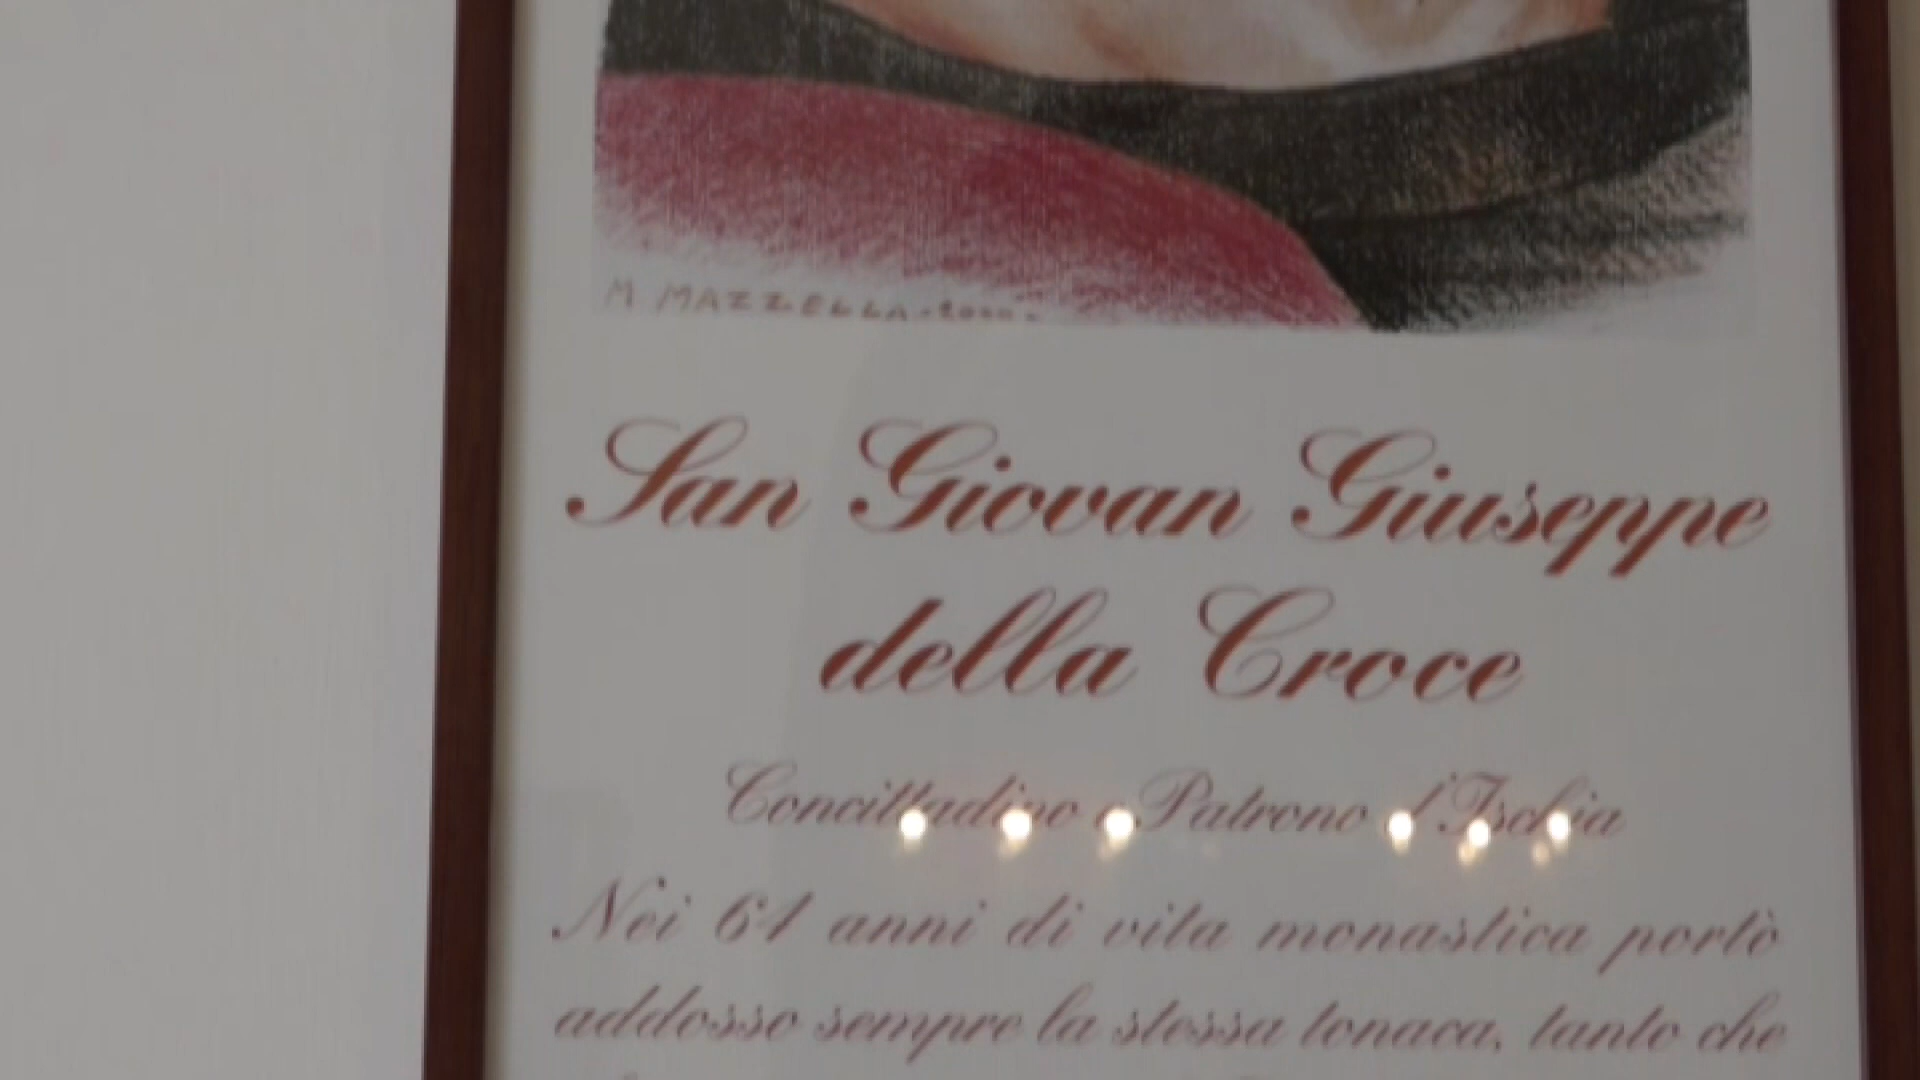 M. MAZZELLA - 2000 -
San Giovan Giuseppe
della Croce
Concittadino e Patrono d'Ischia
Nei 64 anni di vita monastica portò
addosso sempre la stessa tonaca, tanto che